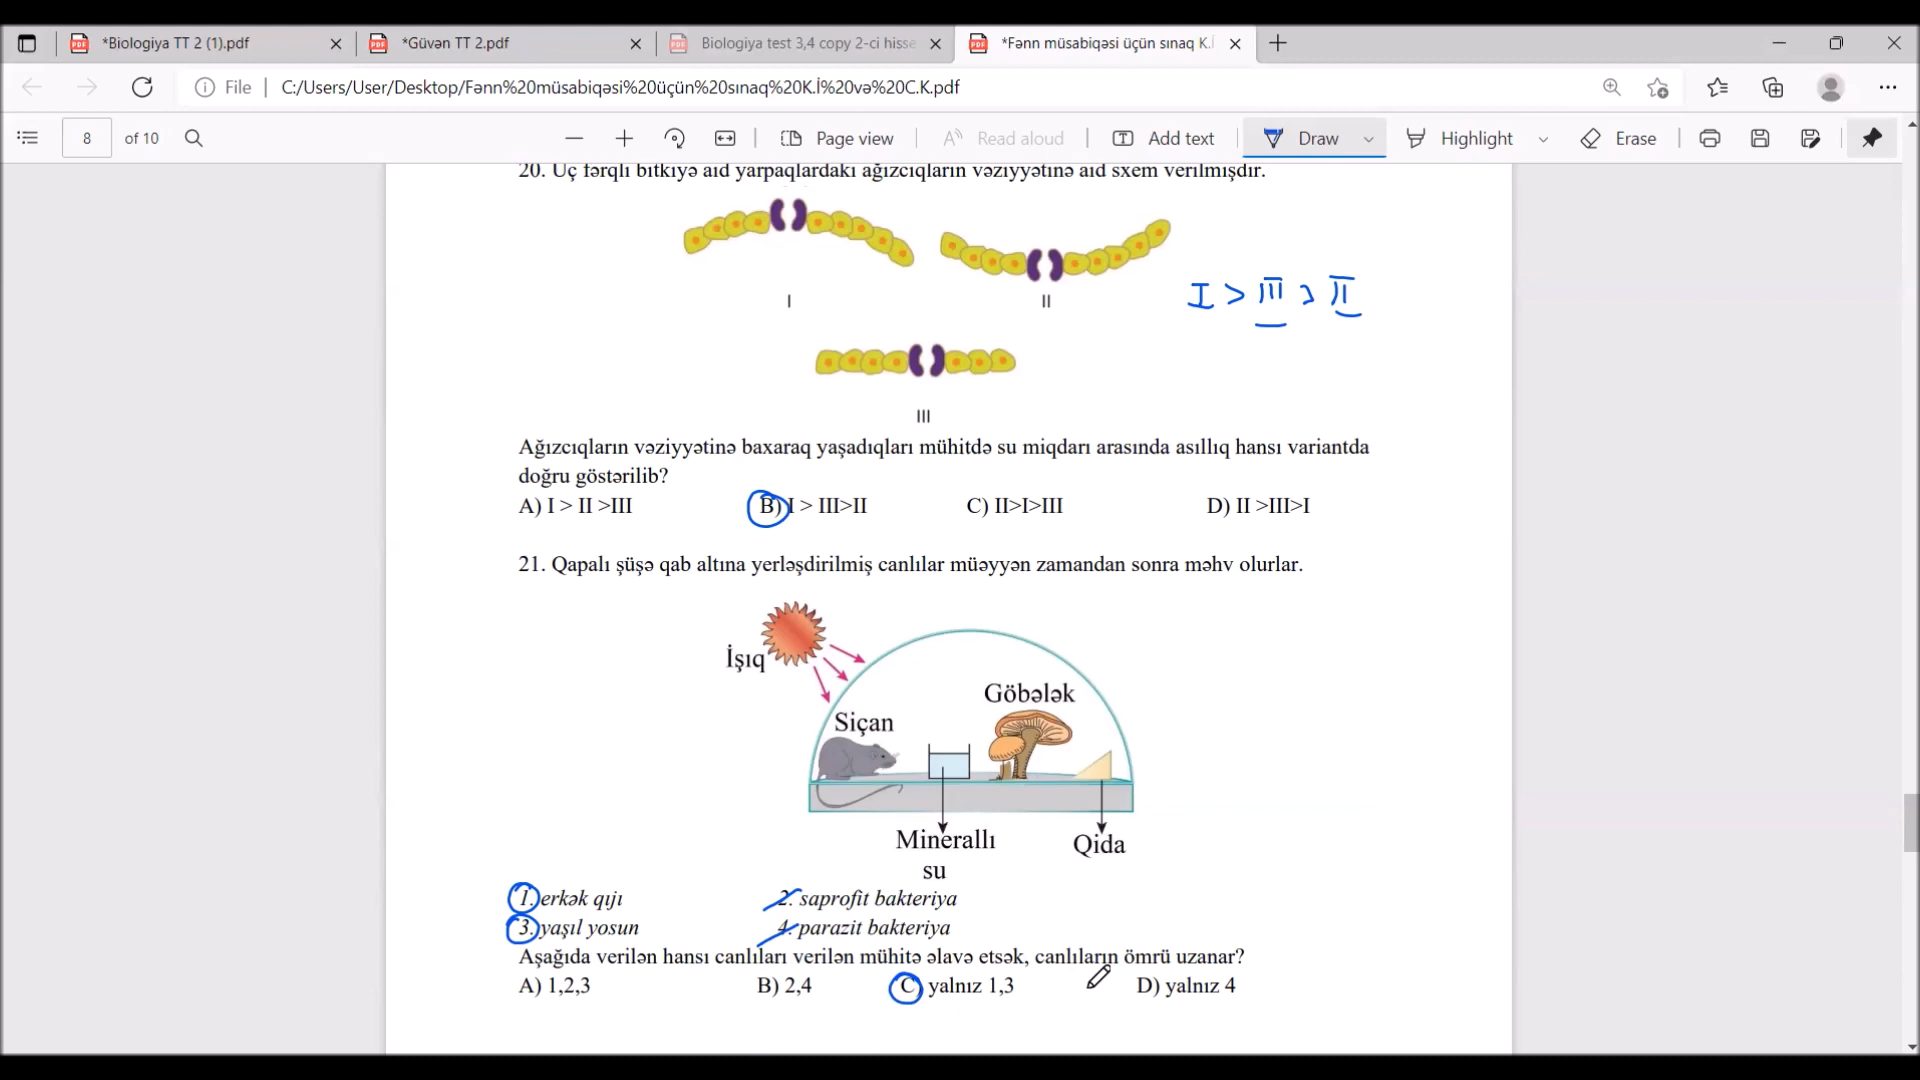 *Biologiya TT 2 (1).pdf
*Güvən TT 2.pdf
Biologiya test 3,4 copy 2-ci hisse
*Fənn müsabiqəsi üçün sınaq K.İ
File
C:/Users/User/Desktop/Fənn%20müsabiqəsi%20üçün%20sınaq%20K.İ%20və%20C.K.pdf
8 of 10
Page view
Read aloud
Add text
Draw
Highlight
Erase
20. Üç fərqli bitkiyə aid yarpaqlardakı ağızcıqların vəziyyətinə aid sxem verilmişdir.
I
II
I > III > II
III
Ağızcıqların vəziyyətinə baxaraq yaşadıqları mühitdə su miqdarı arasında asıllıq hansı variantda
doğru göstərilib?
A) I > II >III B) I > III>II C) II>I>III D) II >III>I
21. Qapalı şüşə qab altına yerləşdirilmiş canlılar müəyyən zamandan sonra məhv olurlar.
İşıq
Göbələk
Siçan
Minerallı
su
Qida
1. erkək qıjı 2. saprofit bakteriya
3. yaşıl yosun 4. parazit bakteriya
Aşağıda verilən hansı canlıları verilən mühitə əlavə etsək, canlıların ömrü uzanar?
A) 1,2,3 B) 2,4 C) yalnız 1,3 D) yalnız 4